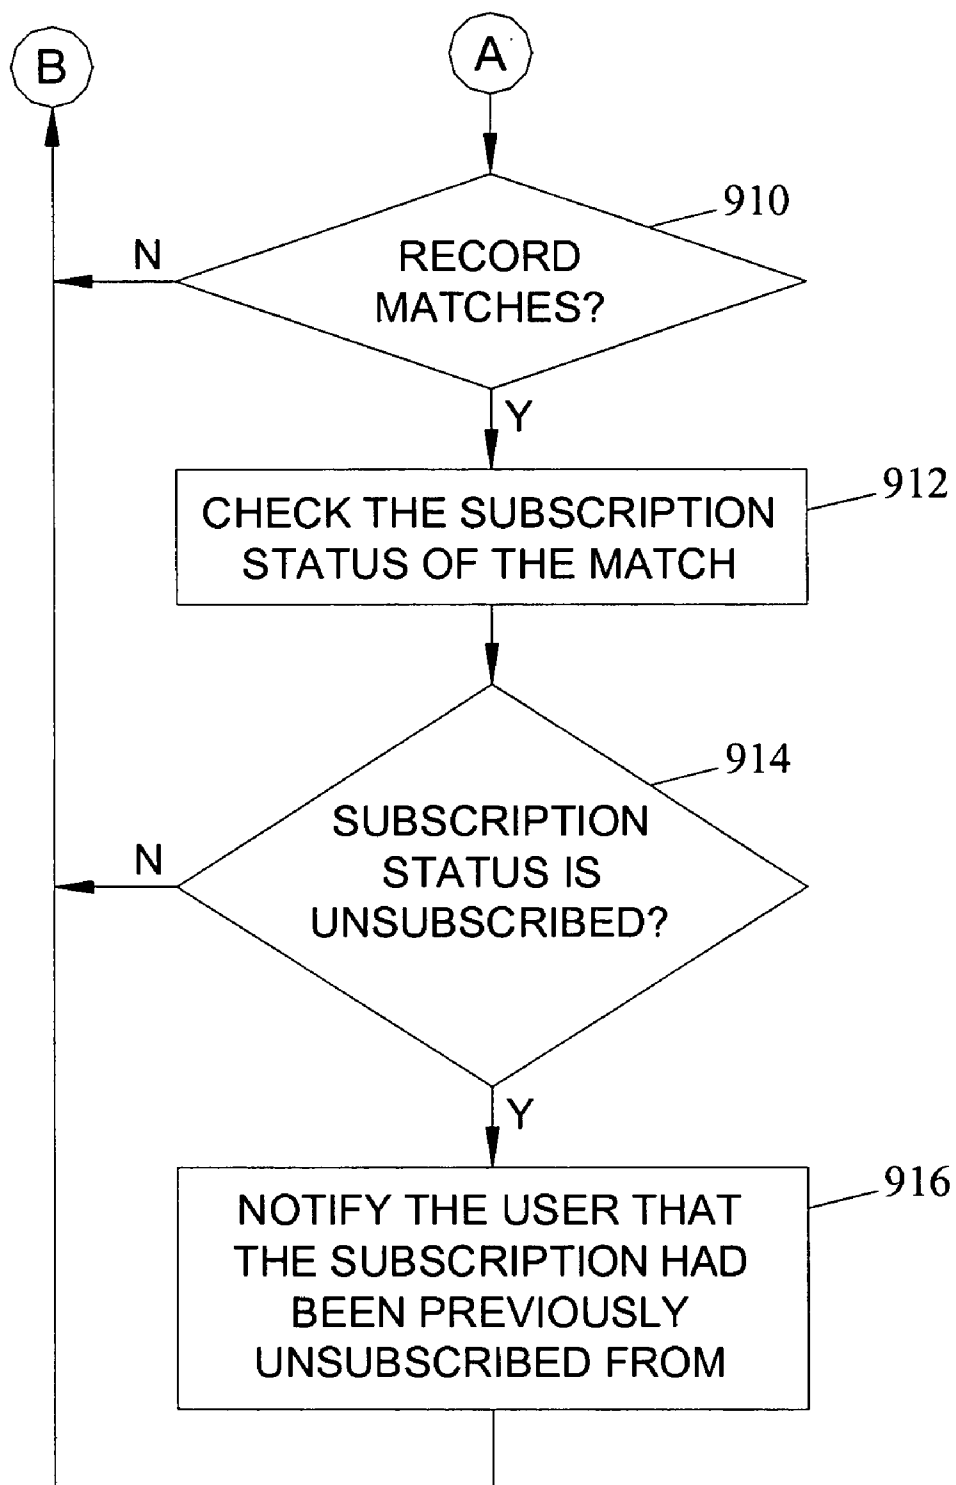 B
A
910
RECORD
MATCHES?
N
Y
912
CHECK THE SUBSCRIPTION
STATUS OF THE MATCH
914
SUBSCRIPTION
STATUS IS
UNSUBSCRIBED?
N
Y
916
NOTIFY THE USER THAT
THE SUBSCRIPTION HAD
BEEN PREVIOUSLY
UNSUBSCRIBED FROM